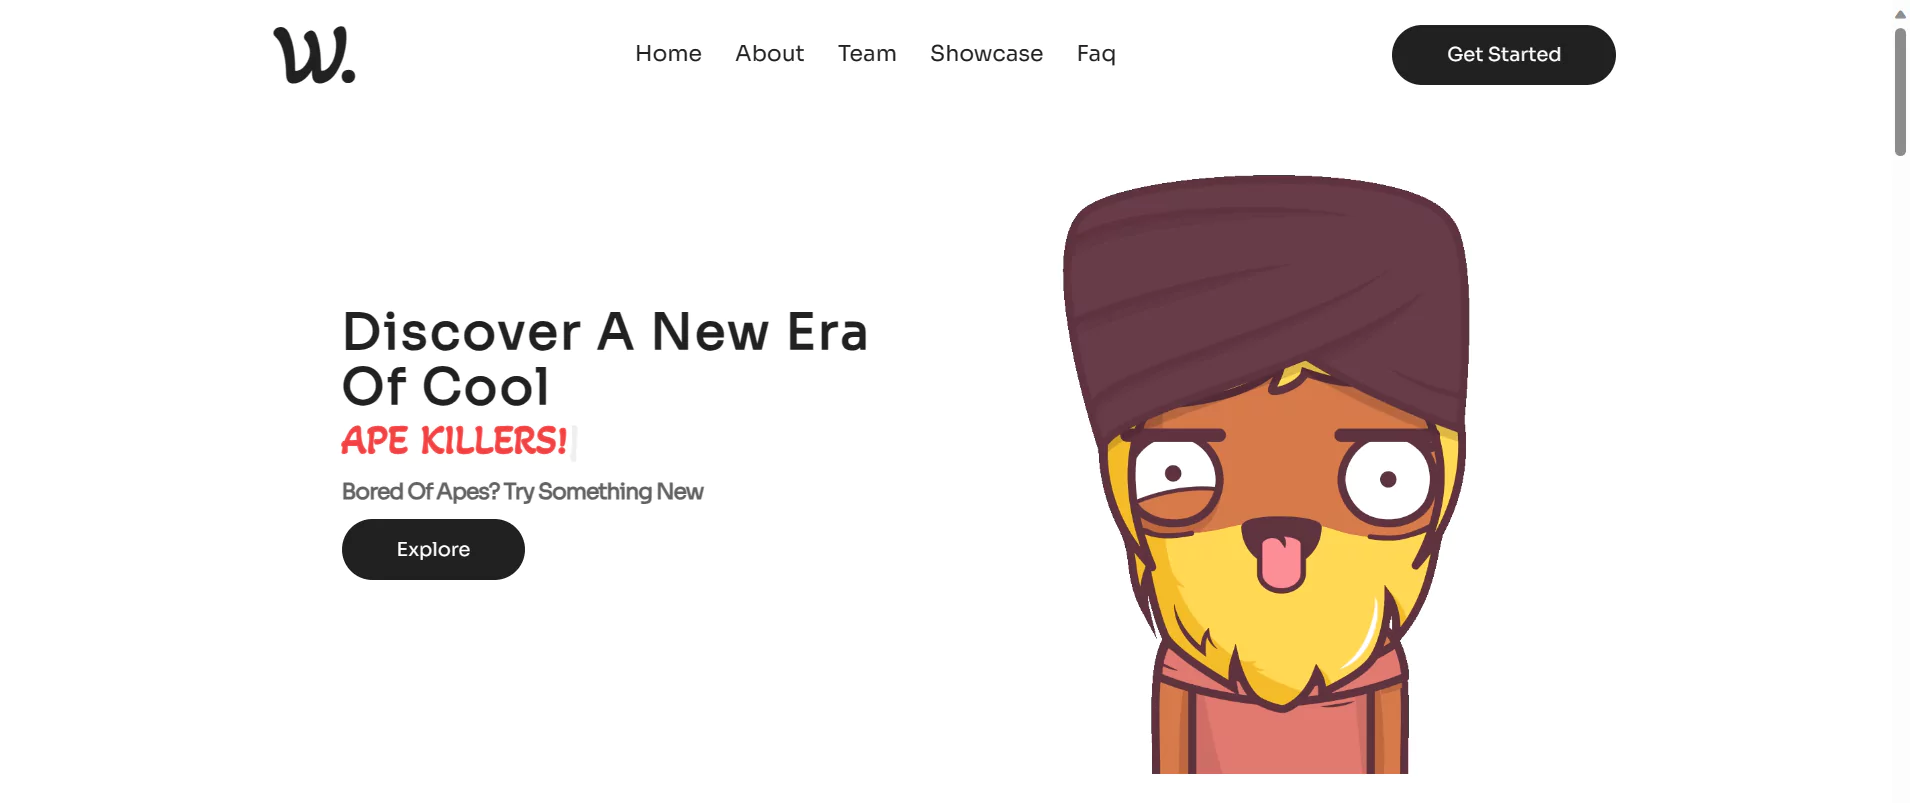 W.
Home About Team Showcase Faq
Get Started
Discover A New Era
Of Cool
APE KILLERS!
Bored Of Apes? Try Something New
Explore